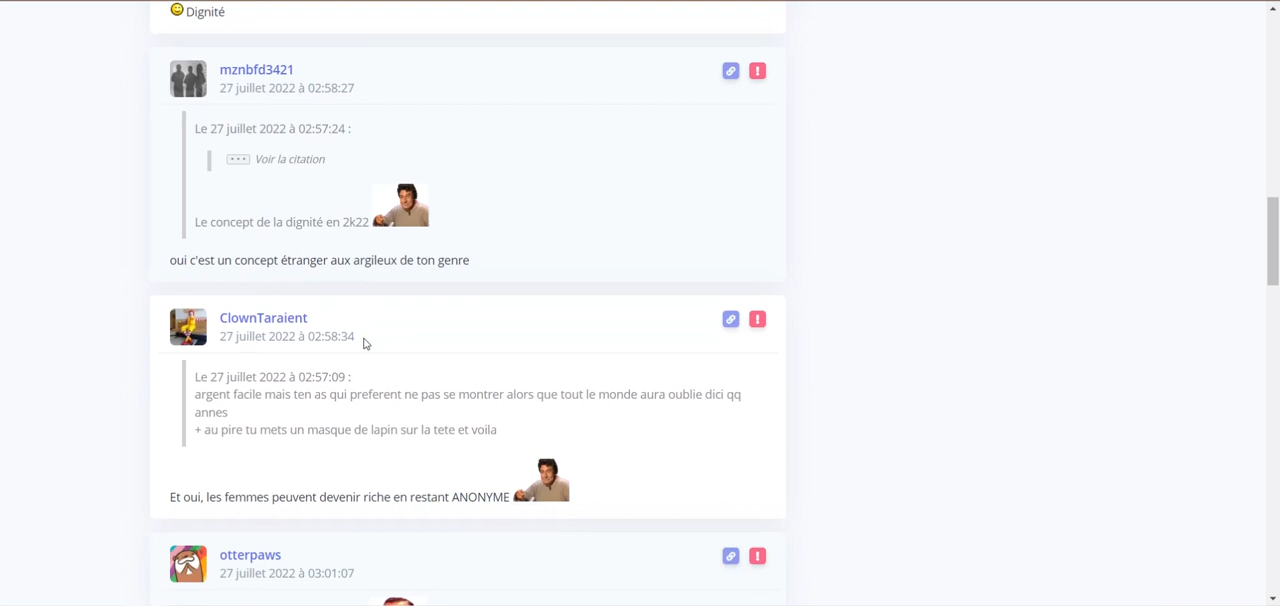 Dignité
mznbfd3421
27 juillet 2022 à 02:58:27
Le 27 juillet 2022 à 02:57:24 :
Voir la citation
Le concept de la dignité en 2k22
oui c'est un concept étranger aux argileux de ton genre
ClownTaraient
27 juillet 2022 à 02:58:34
Le 27 juillet 2022 à 02:57:09 :
argent facile mais ten as qui preferent ne pas se montrer alors que tout le monde aura oublie dici qq
annes
+ au pire tu mets un masque de lapin sur la tete et voila
Et oui, les femmes peuvent devenir riche en restant ANONYME
otterpaws
27 juillet 2022 à 03:01:07